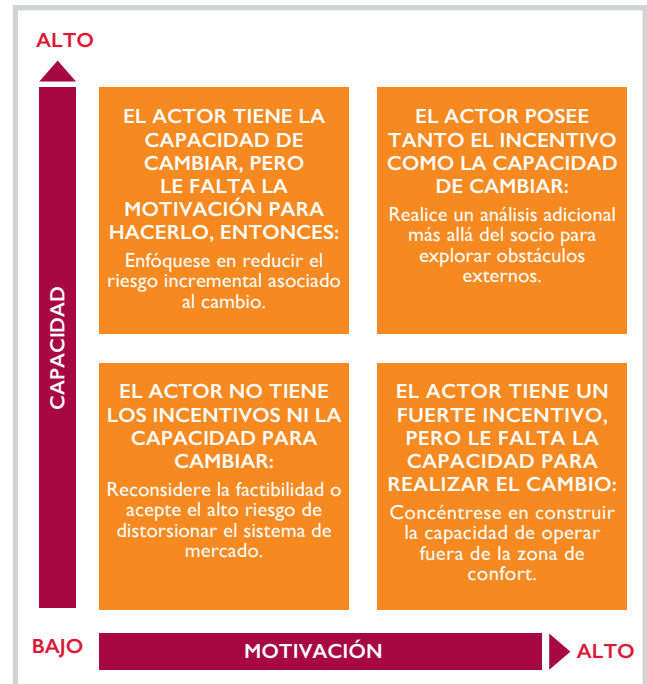 ALTO
EL ACTOR TIENE LA
CAPACIDAD DE
CAMBIAR, PERO
LE FALTA LA
MOTIVACIÓN PARA
HACERLO, ENTONCES:
Enfóquese en reducir el
riesgo incremental asociado
al cambio.
EL ACTOR POSEE
TANTO EL INCENTIVO
COMO LA CAPACIDAD
DE CAMBIAR:
Realice un análisis adicional
más allá del socio para
explorar obstáculos
externos.
CAPACIDAD
EL ACTOR NO TIENE
LOS INCENTIVOS NI LA
CAPACIDAD PARA
CAMBIAR:
Reconsidere la factibilidad o
acepte el alto riesgo de
distorsionar el sistema de
mercado.
EL ACTOR TIENE UN
FUERTE INCENTIVO,
PERO LE FALTA LA
CAPACIDAD PARA
REALIZAR EL CAMBIO:
Concéntrese en construir
la capacidad de operar
fuera de la zona de
confort.
BAJO
MOTIVACIÓN
ALTO